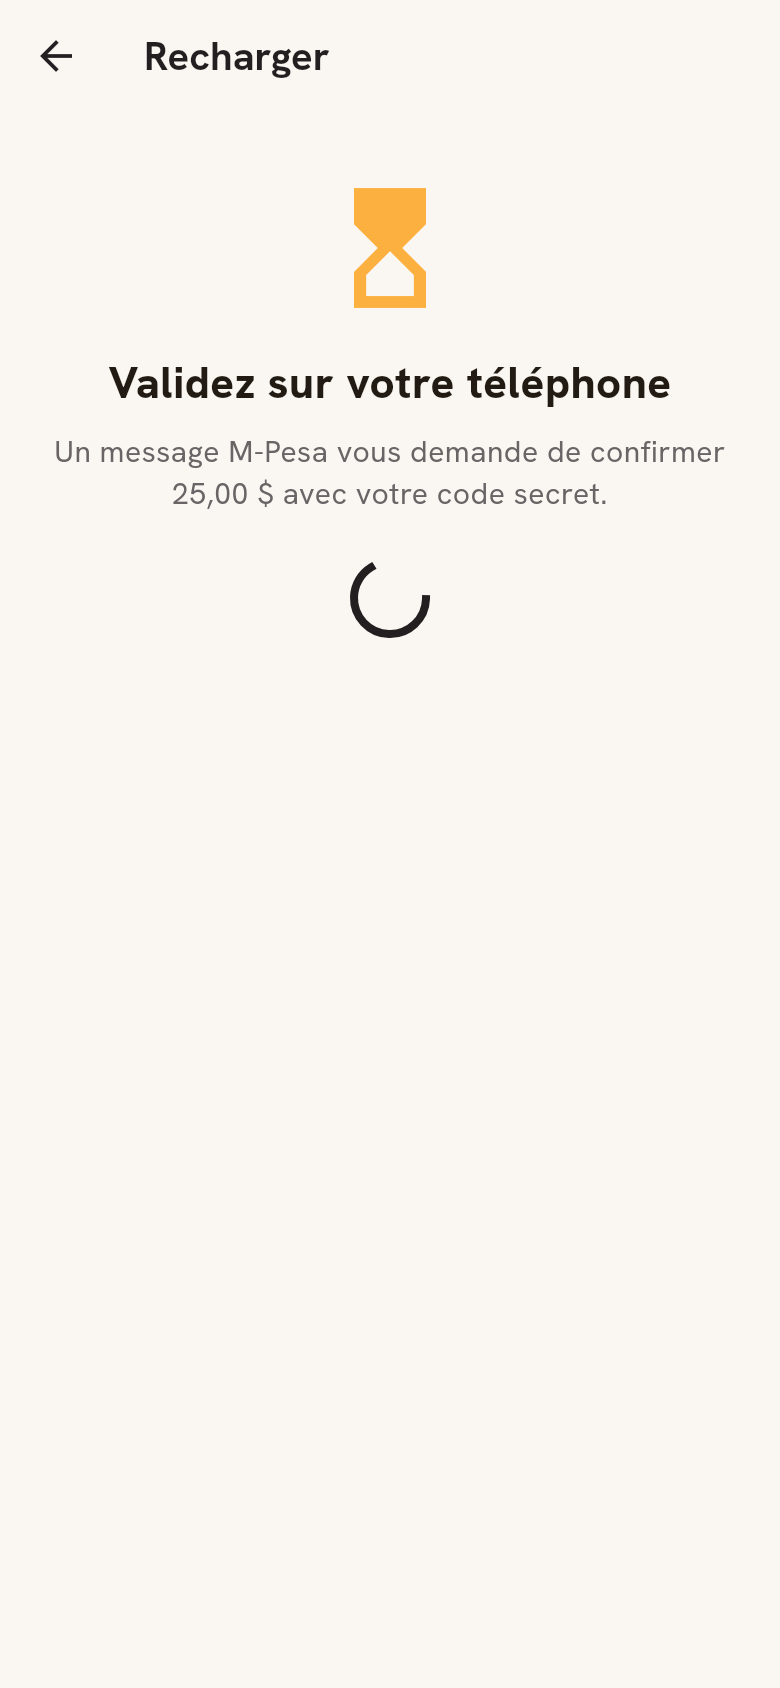 Recharger
Validez sur votre téléphone
Un message M-Pesa vous demande de confirmer
25,00 $ avec votre code secret.